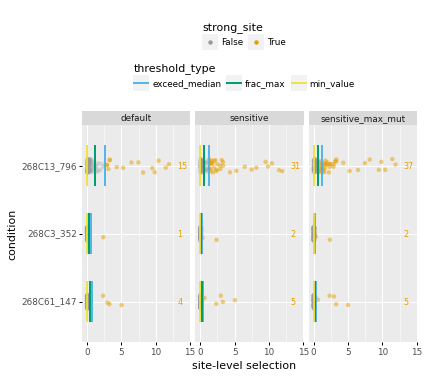 strong_site
False
True
threshold_type
exceed_median
frac_max
min_value
default
sensitive
sensitive_max_mut
condition
268C13_796
15
31
37
268C3_352
1
2
2
268C61_147
4
5
5
0 5 10 15
0 5 10 15
0 5 10 15
site-level selection